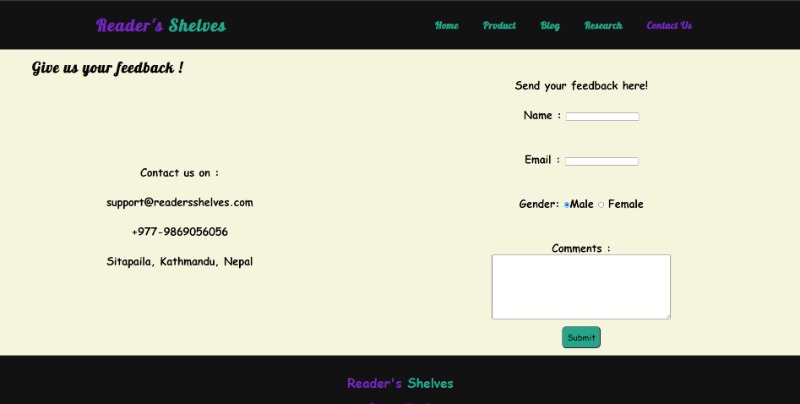 Reader's Shelves
Home Product Blog Research Contact Us
Give us your feedback !
Contact us on :
support@readersshelves.com
+977-9869056056
Sitapaila, Kathmandu, Nepal
Send your feedback here!
Name :
Email :
Gender: Male Female
Comments :
Submit
Reader's Shelves